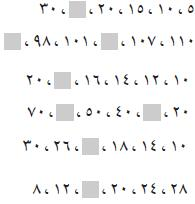 ٥ ، ١٠ ، ١٥ ، ٢٠ ، ، ٣٠
١١٠ ، ١٠٧ ، ، ١٠١ ، ٩٨ ،
١٠ ، ١٢ ، ١٤ ، ١٦ ، ، ٢٠
٢٠ ، ، ٤٠ ، ٥٠ ، ، ٧٠
١٠ ، ١٤ ، ١٨ ، ، ٢٦ ، ٣٠
٢٨ ، ٢٤ ، ٢٠ ، ، ١٢ ، ٨